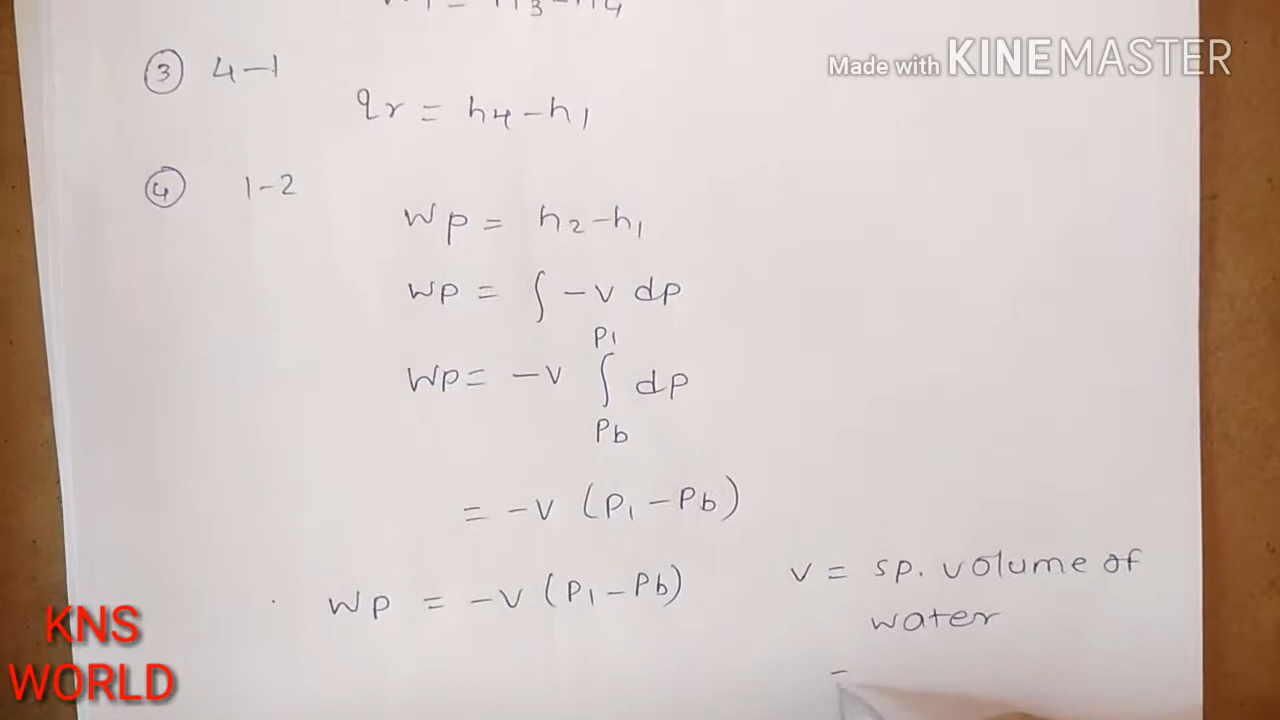 Made with KINEMASTER
③ 4-1
qr = h4 - h1
④ 1-2
Wp = h2 - h1
Wp = ∫ -v dp
P1
Wp = -v ∫ dp
Pb
= -v (P1 - Pb)
Wp = -v (P1 - Pb)
v = sp. volume of
water
KNS
WORLD